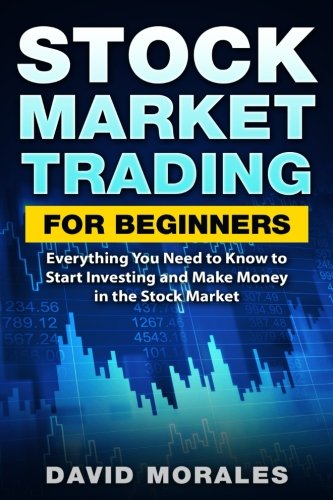 STOCK
MARKET
TRADING
FOR BEGINNERS
Everything You Need to Know to
Start Investing and Make Money
in the Stock Market
DAVID MORALES